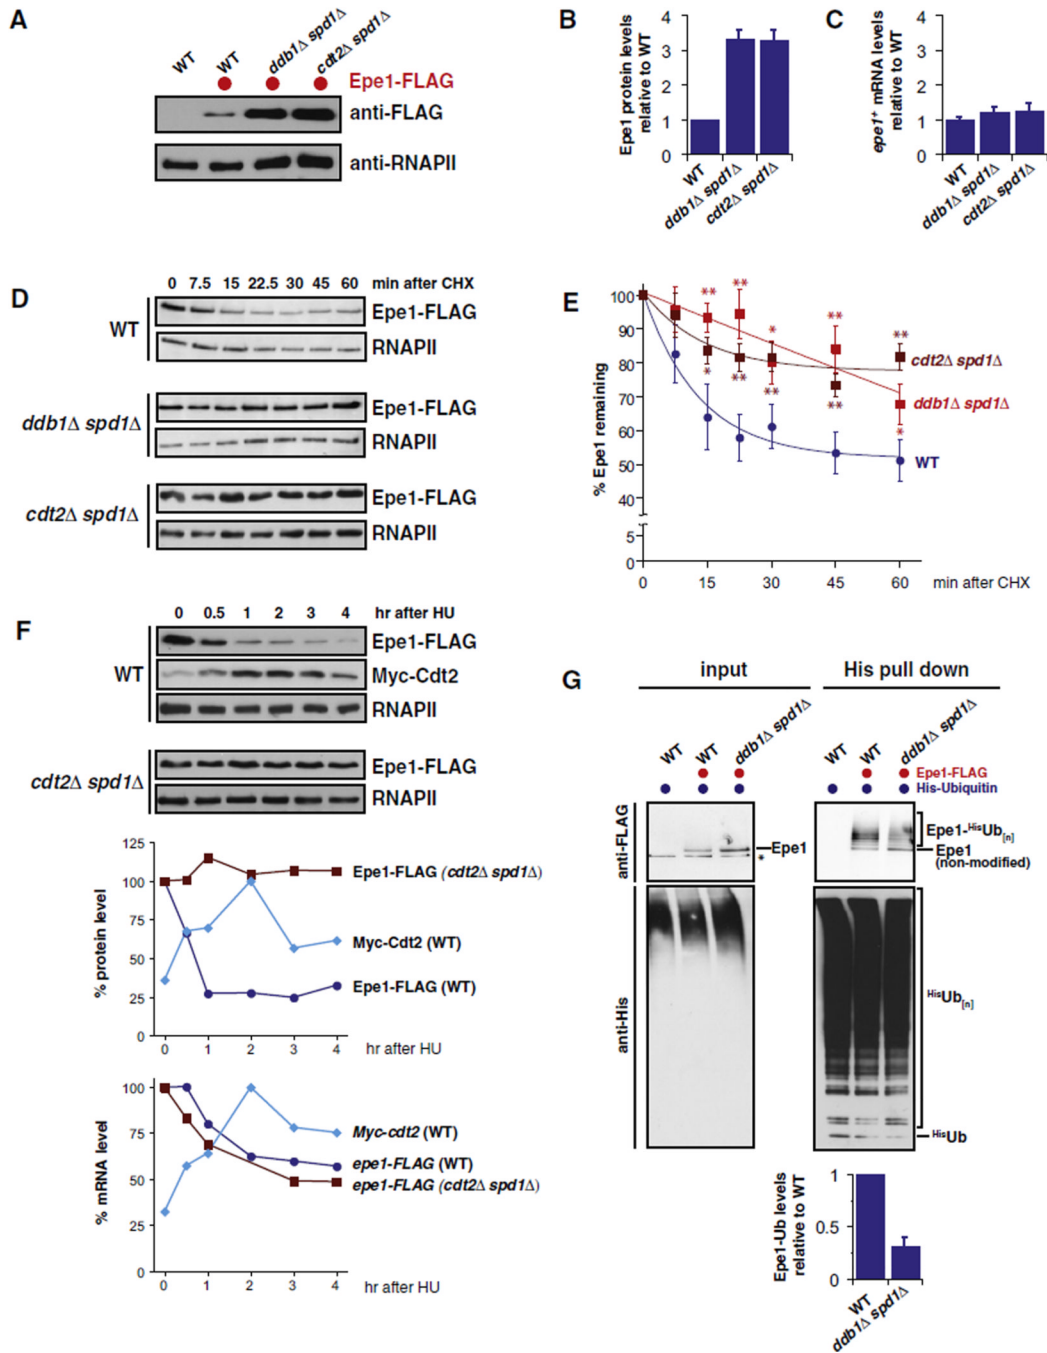 A
WT
WT
ddb1Δ spd1Δ
cdt2Δ spd1Δ
Epe1-FLAG
anti-FLAG
anti-RNAPII
B
Epe1 protein levels
relative to WT
4
3
2
1
0
WT
ddb1Δ spd1Δ
cdt2Δ spd1Δ
C
epe1⁺ mRNA levels
relative to WT
4
3
2
1
0
WT
ddb1Δ spd1Δ
cdt2Δ spd1Δ
D
0 7.5 15 22.5 30 45 60 min after CHX
WT
Epe1-FLAG
RNAPII
ddb1Δ spd1Δ
Epe1-FLAG
RNAPII
cdt2Δ spd1Δ
Epe1-FLAG
RNAPII
E
% Epe1 remaining
100
90
80
70
60
50
40
5
0
** ** * ** **
* ** ** ** *
cdt2Δ spd1Δ
ddb1Δ spd1Δ
WT
0 15 30 45 60 min after CHX
F
0 0.5 1 2 3 4 hr after HU
WT
Epe1-FLAG
Myc-Cdt2
RNAPII
cdt2Δ spd1Δ
Epe1-FLAG
RNAPII
% protein level
125
100
75
50
25
0
Epe1-FLAG (cdt2Δ spd1Δ)
Myc-Cdt2 (WT)
Epe1-FLAG (WT)
0 1 2 3 4 hr after HU
% mRNA level
100
75
50
25
0
Myc-cdt2 (WT)
epe1-FLAG (WT)
epe1-FLAG (cdt2Δ spd1Δ)
0 1 2 3 4 hr after HU
G
input
His pull down
WT
WT
ddb1Δ spd1Δ
WT
WT
ddb1Δ spd1Δ
Epe1-FLAG
His-Ubiquitin
anti-FLAG
Epe1
*
Epe1-HisUb[n]
Epe1
(non-modified)
anti-His
HisUb[n]
HisUb
Epe1-Ub levels
relative to WT
1
0.5
0
WT
ddb1Δ spd1Δ